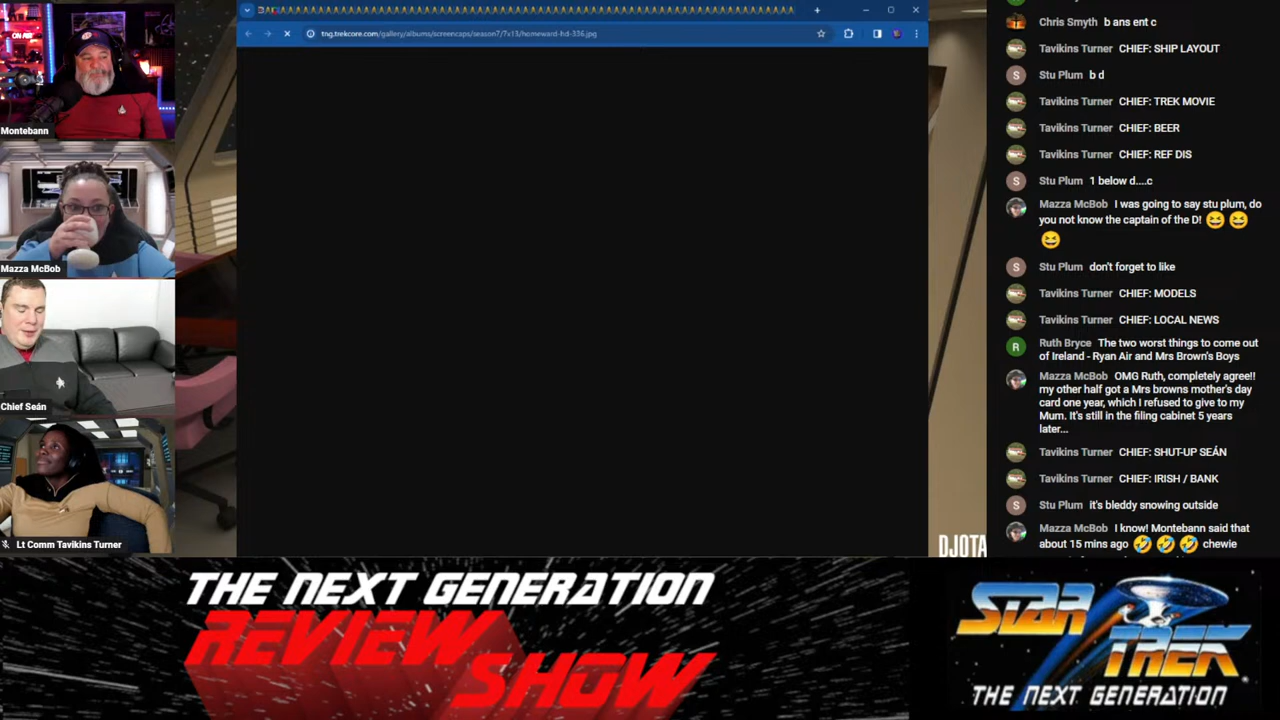 tng.trekcore.com/gallery/albums/screencaps/season7/7x13/homeward-hd-336.jpg
Montebann
Mazza McBob
Chief Seán
Lt Comm Tavikins Turner
DJOTA
Chris Smyth b ans ent c
Tavikins Turner CHIEF: SHIP LAYOUT
S Stu Plum b d
Tavikins Turner CHIEF: TREK MOVIE
Tavikins Turner CHIEF: BEER
Tavikins Turner CHIEF: REF DIS
S Stu Plum 1 below d....c
Mazza McBob I was going to say stu plum, do
you not know the captain of the D! 😆 😆
😆
S Stu Plum don't forget to like
Tavikins Turner CHIEF: MODELS
Tavikins Turner CHIEF: LOCAL NEWS
R Ruth Bryce The two worst things to come out
of Ireland - Ryan Air and Mrs Brown's Boys
Mazza McBob OMG Ruth, completely agree!!
my other half got a Mrs browns mother's day
card one year, which I refused to give to my
Mum. It's still in the filing cabinet 5 years
later...
Tavikins Turner CHIEF: SHUT-UP SEÁN
Tavikins Turner CHIEF: IRISH / BANK
S Stu Plum it's bleddy snowing outside
Mazza McBob I know! Montebann said that
about 15 mins ago 🤣 🤣 🤣 chewie
THE NEXT GENERATION
REVIEW
SHOW
STAR
TREK
THE NEXT GENERATION